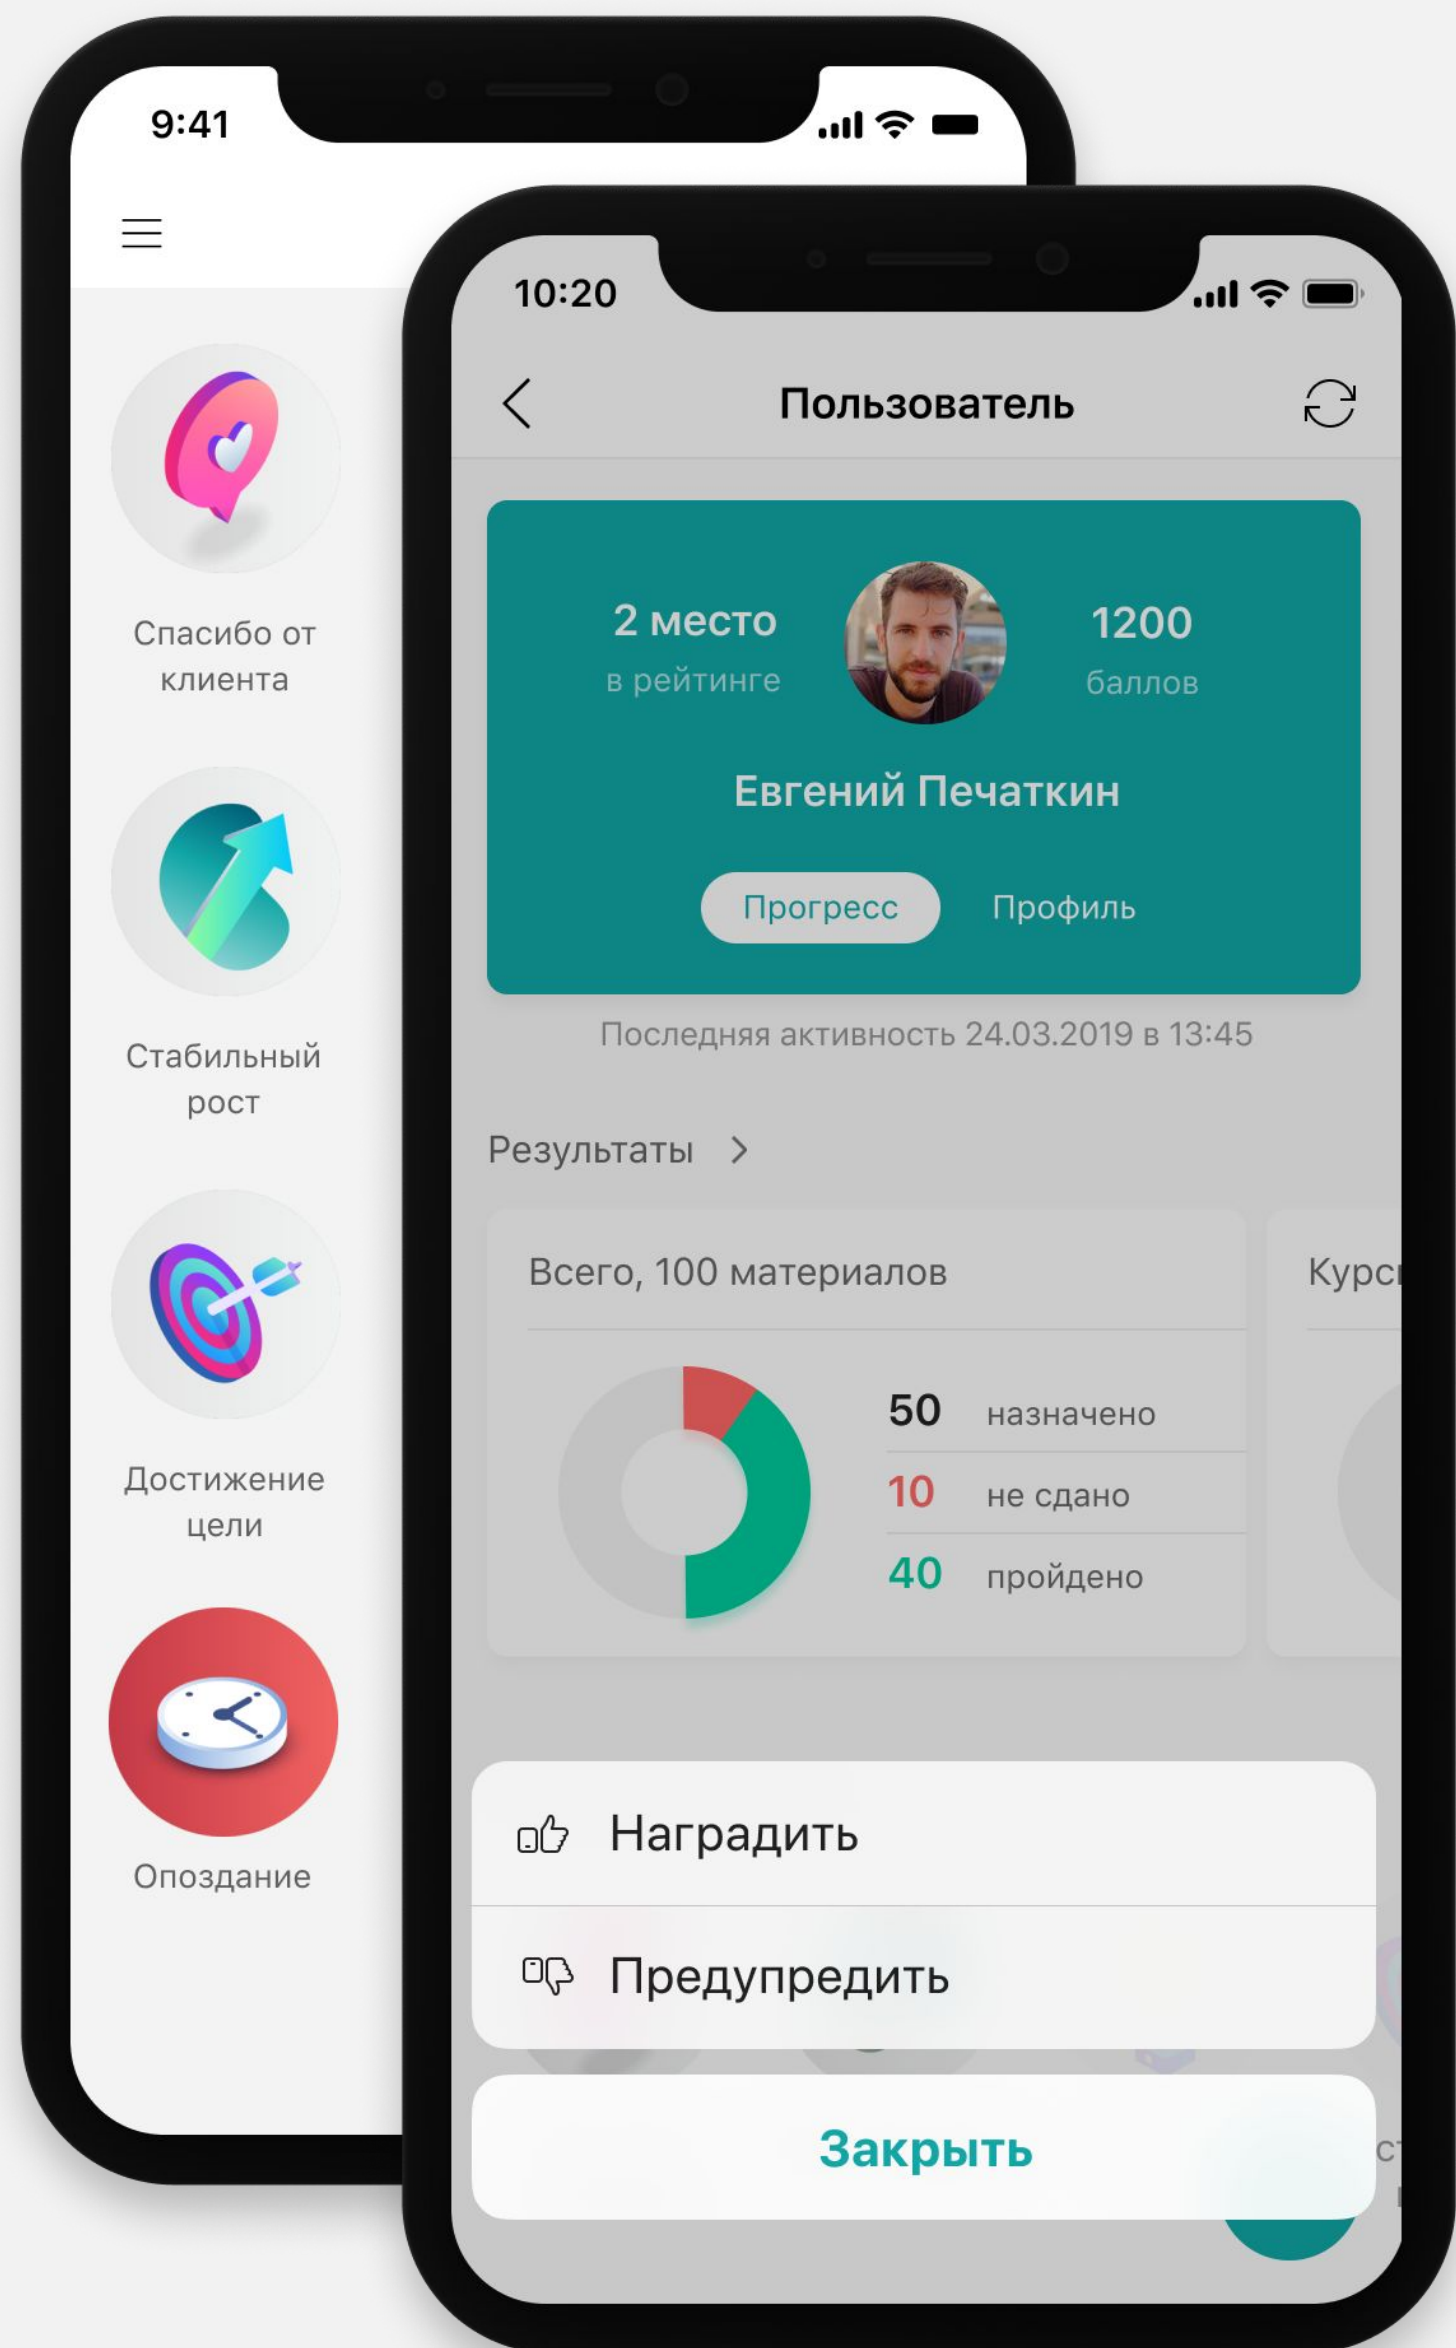 9:41
Спасибо от
клиента
Стабильный
рост
Достижение
цели
Опоздание
10:20
Пользователь
2 место
в рейтинге
1200
баллов
Евгений Печаткин
Прогресс
Профиль
Последняя активность 24.03.2019 в 13:45
Результаты
Всего, 100 материалов
50 назначено
10 не сдано
40 пройдено
Наградить
Предупредить
Закрыть